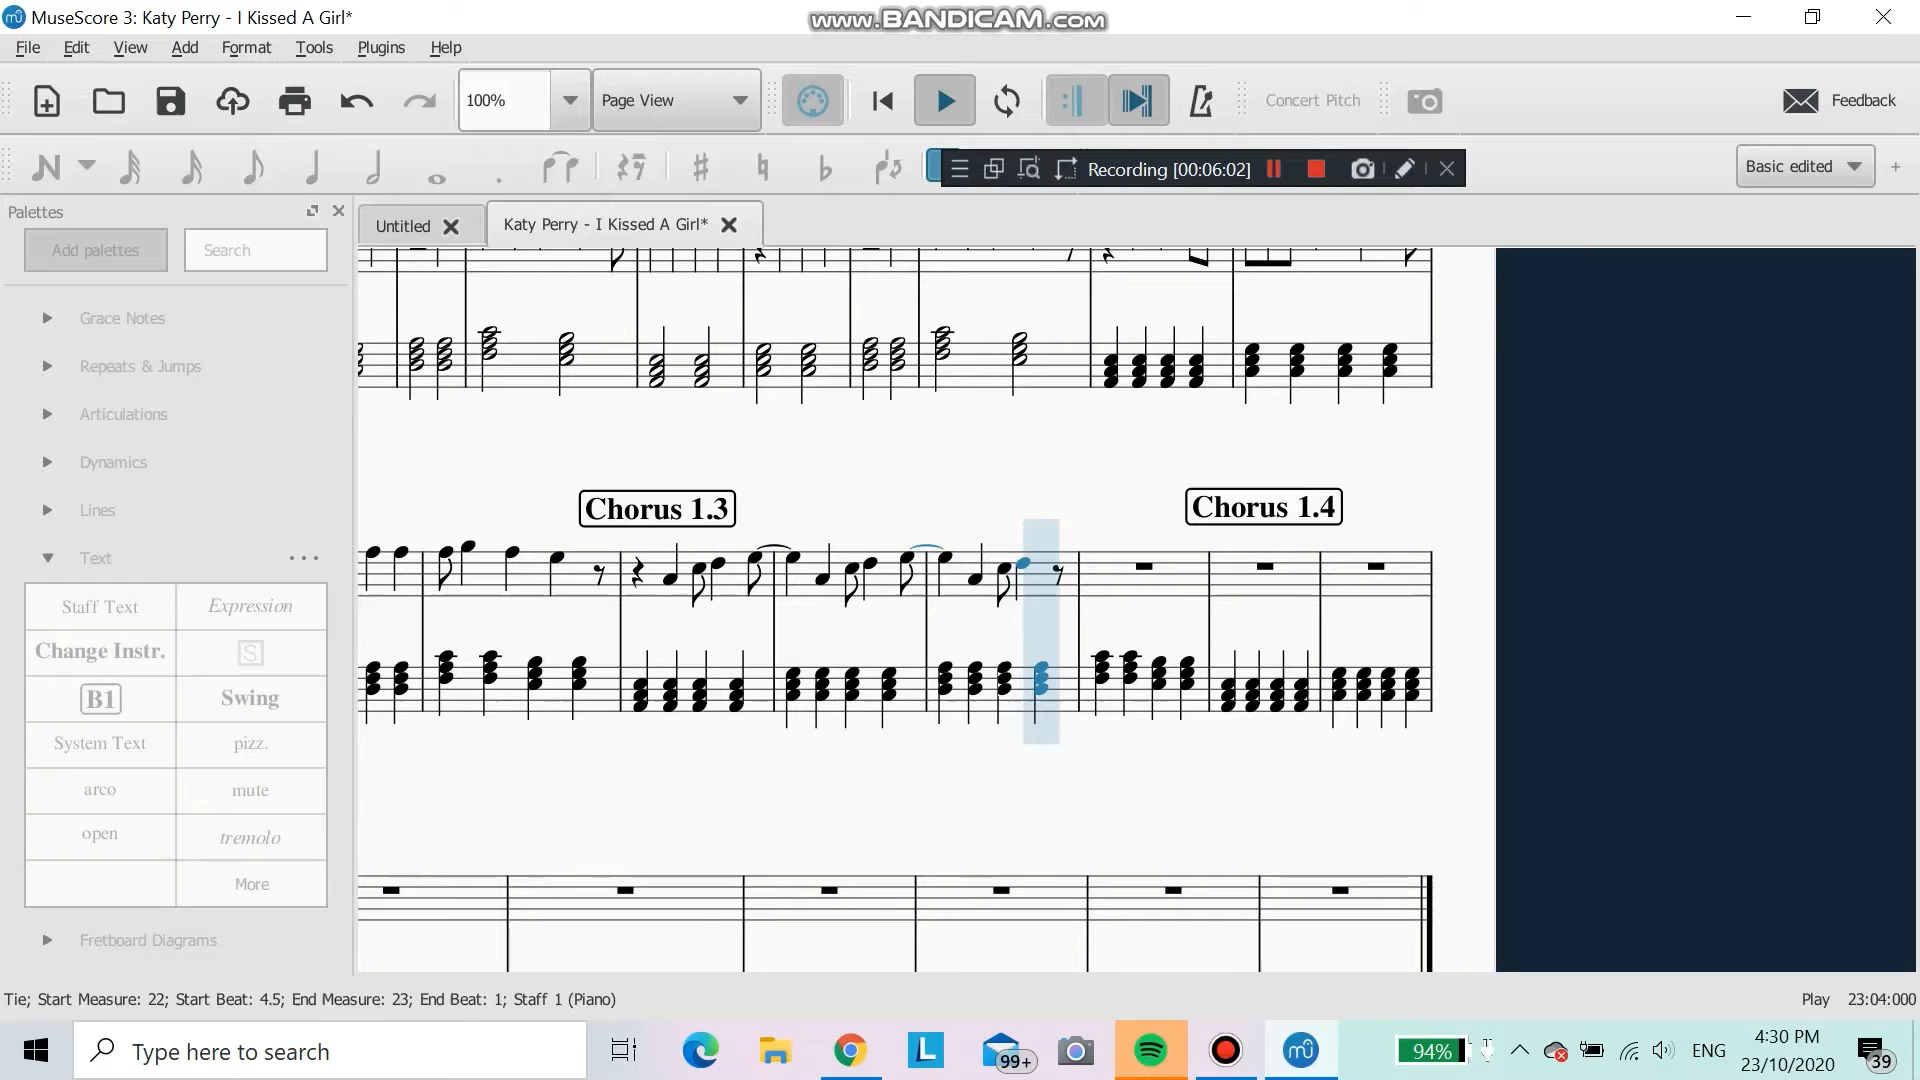 MuseScore 3: Katy Perry - I Kissed A Girl*
www.BANDICAM.com
File Edit View Add Format Tools Plugins Help
100% Page View Concert Pitch Feedback
Recording [00:06:02]
Basic edited
Palettes
Add palettes Search
Untitled Katy Perry - I Kissed A Girl*
Grace Notes
Repeats & Jumps
Articulations
Dynamics
Lines
Text
Staff Text Expression
Change Instr. S
B1 Swing
System Text pizz.
arco mute
open tremolo
More
Fretboard Diagrams
Chorus 1.3 Chorus 1.4
Tie; Start Measure: 22; Start Beat: 4.5; End Measure: 23; End Beat: 1; Staff 1 (Piano)
Play 23:04:000
Type here to search
L
99+
94%
ENG
4:30 PM
23/10/2020
39